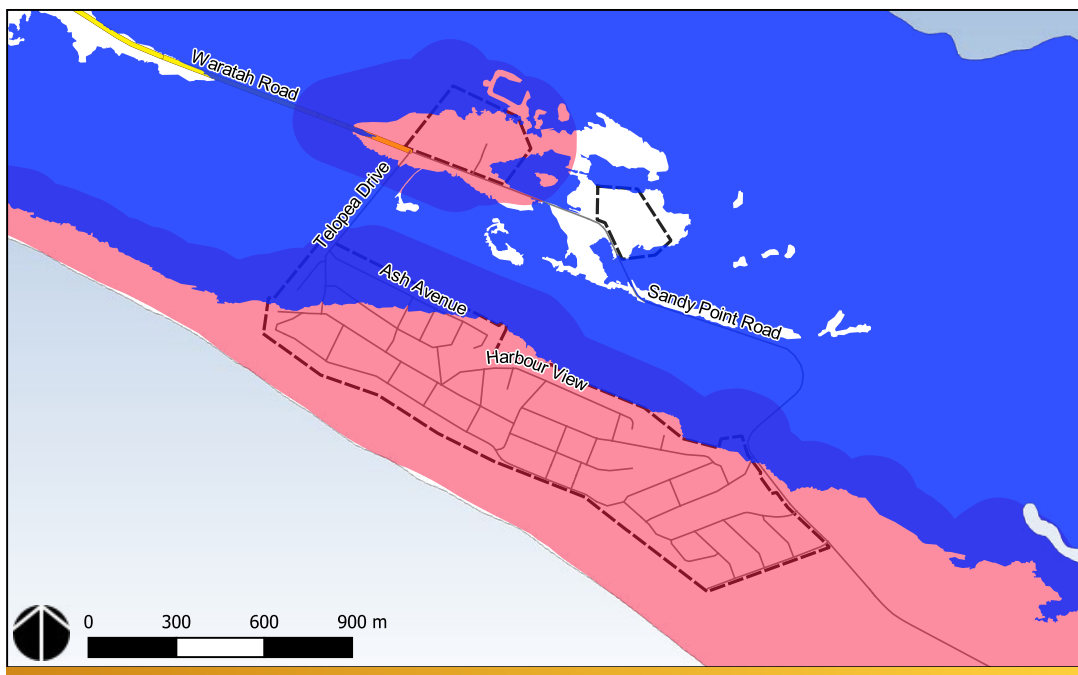 Waratah Road
Telopea Drive
Ash Avenue
Sandy Point Road
Harbour View
0 300 600 900 m